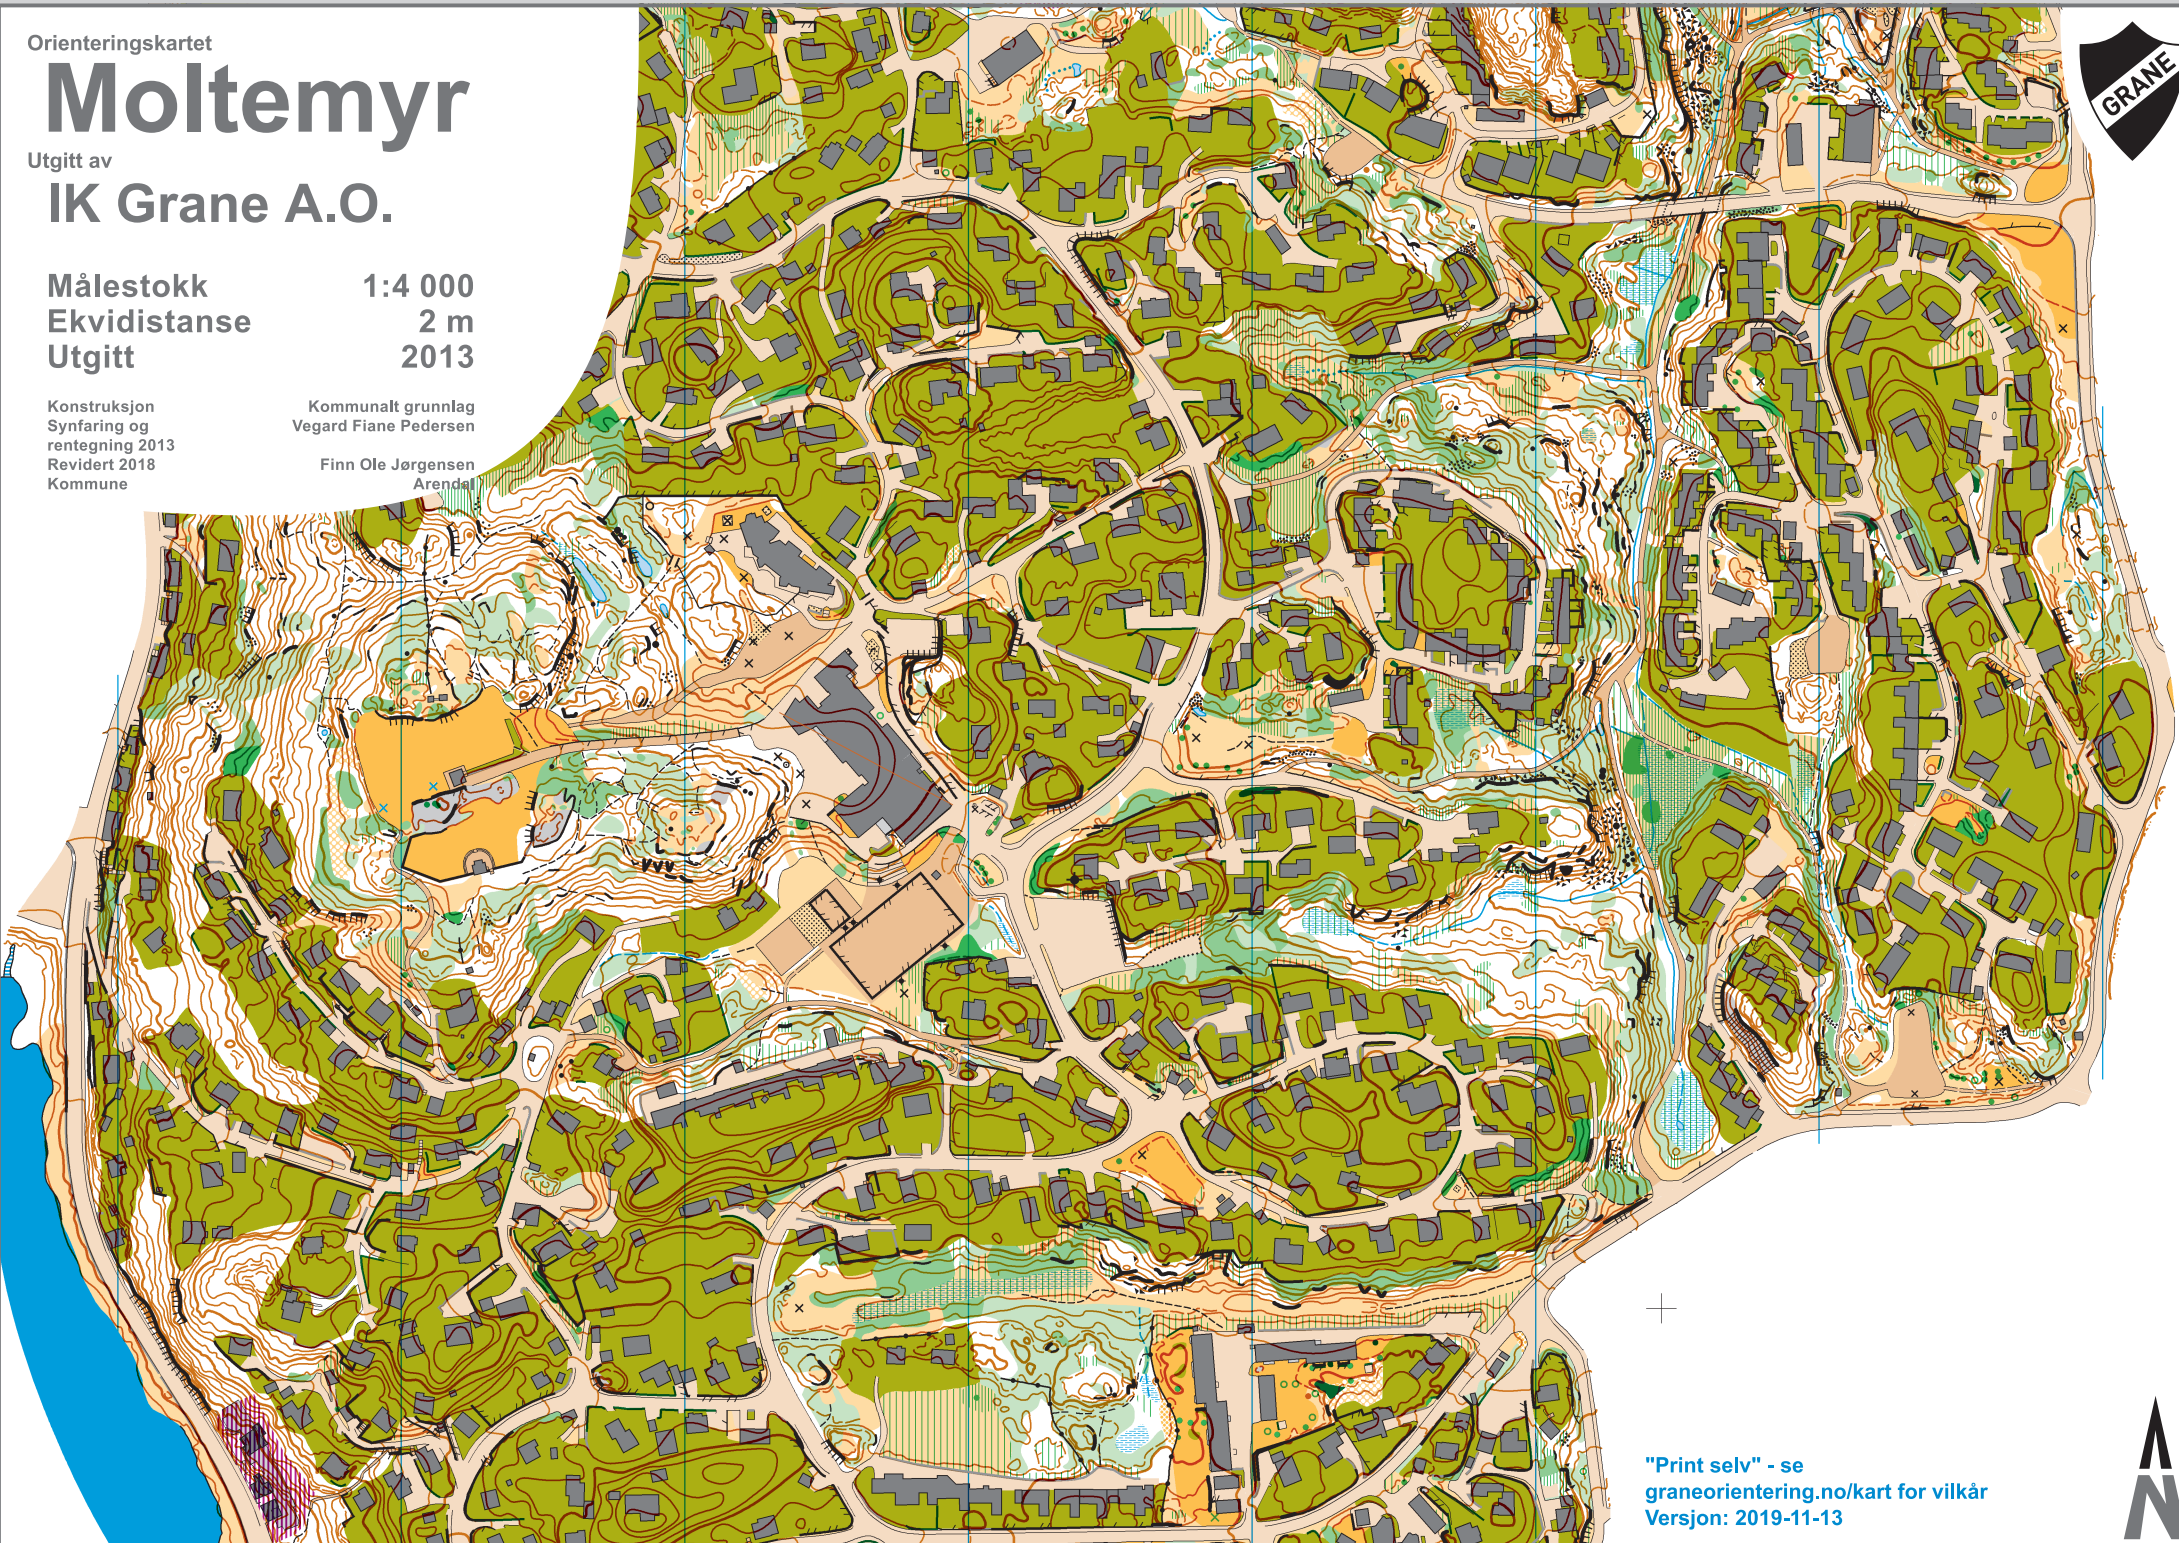 Orienteringskartet
Moltemyr
Utgitt av
IK Grane A.O.
Målestokk 1:4 000
Ekvidistanse 2 m
Utgitt 2013
Konstruksjon Kommunalt grunnlag
Synfaring og Vegard Fiane Pedersen
rentegning 2013
Revidert 2018 Finn Ole Jørgensen
Kommune Arendal
GRANE
"Print selv" - se
graneorientering.no/kart for vilkår
Versjon: 2019-11-13
N